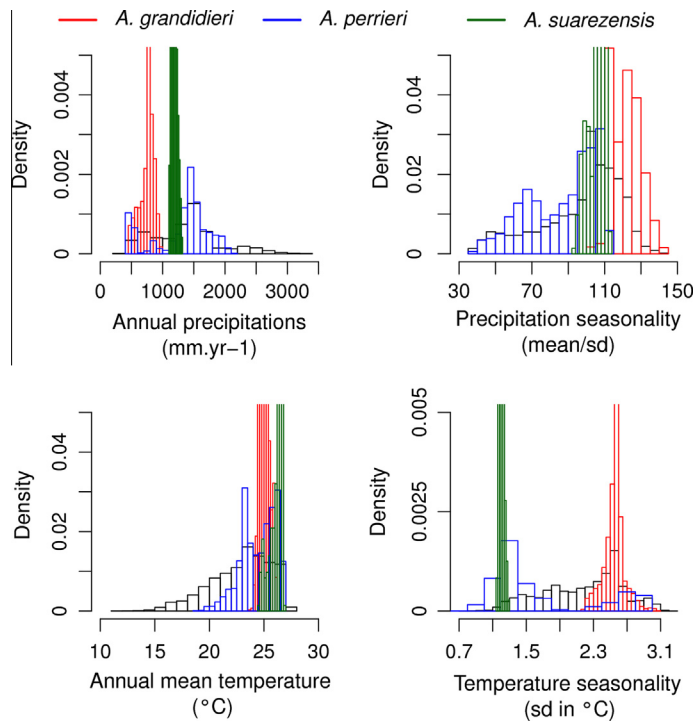 A. grandidieri A. perrieri A. suarezensis
Density
0 0.002 0.004
0 1000 2000 3000
Annual precipitations
(mm.yr−1)
Density
0 0.02 0.04
30 70 110 150
Precipitation seasonality
(mean/sd)
Density
0 0.02 0.04
10 15 20 25 30
Annual mean temperature
(°C)
Density
0 0.0025 0.005
0.7 1.5 2.3 3.1
Temperature seasonality
(sd in °C)